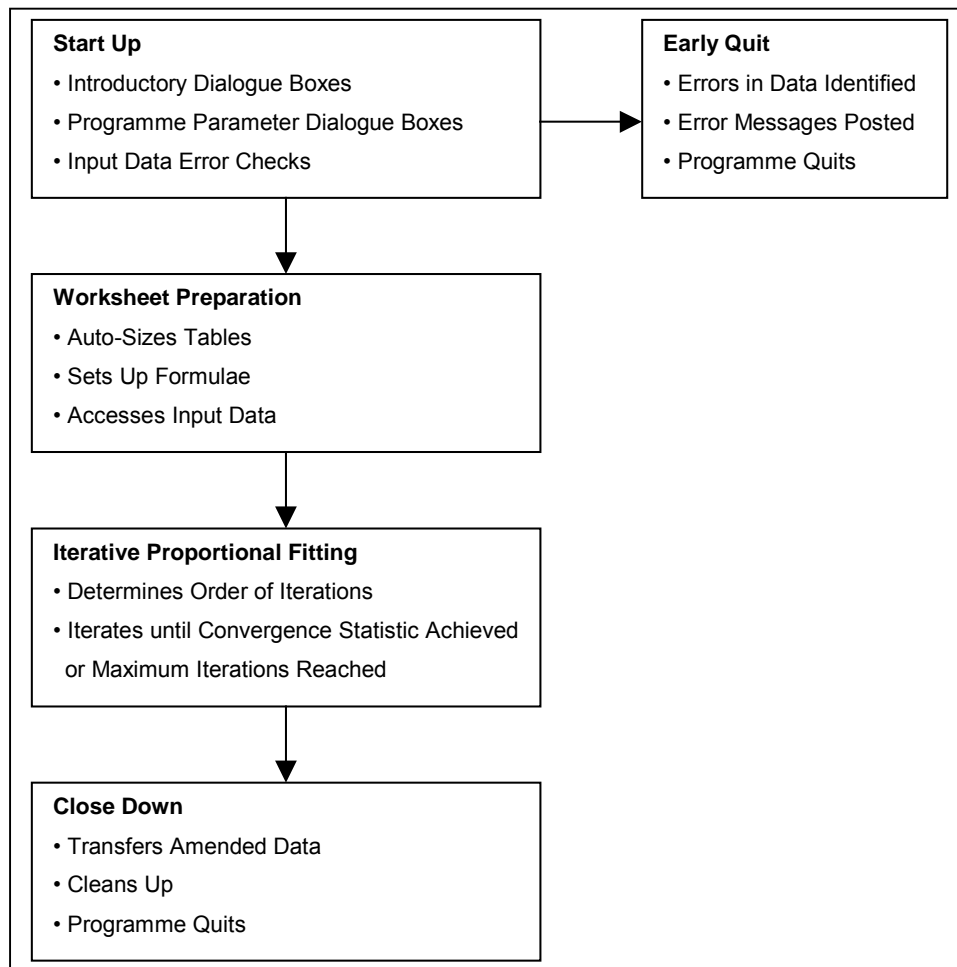 Start Up
• Introductory Dialogue Boxes
• Programme Parameter Dialogue Boxes
• Input Data Error Checks
Early Quit
• Errors in Data Identified
• Error Messages Posted
• Programme Quits
Worksheet Preparation
• Auto-Sizes Tables
• Sets Up Formulae
• Accesses Input Data
Iterative Proportional Fitting
• Determines Order of Iterations
• Iterates until Convergence Statistic Achieved
or Maximum Iterations Reached
Close Down
• Transfers Amended Data
• Cleans Up
• Programme Quits